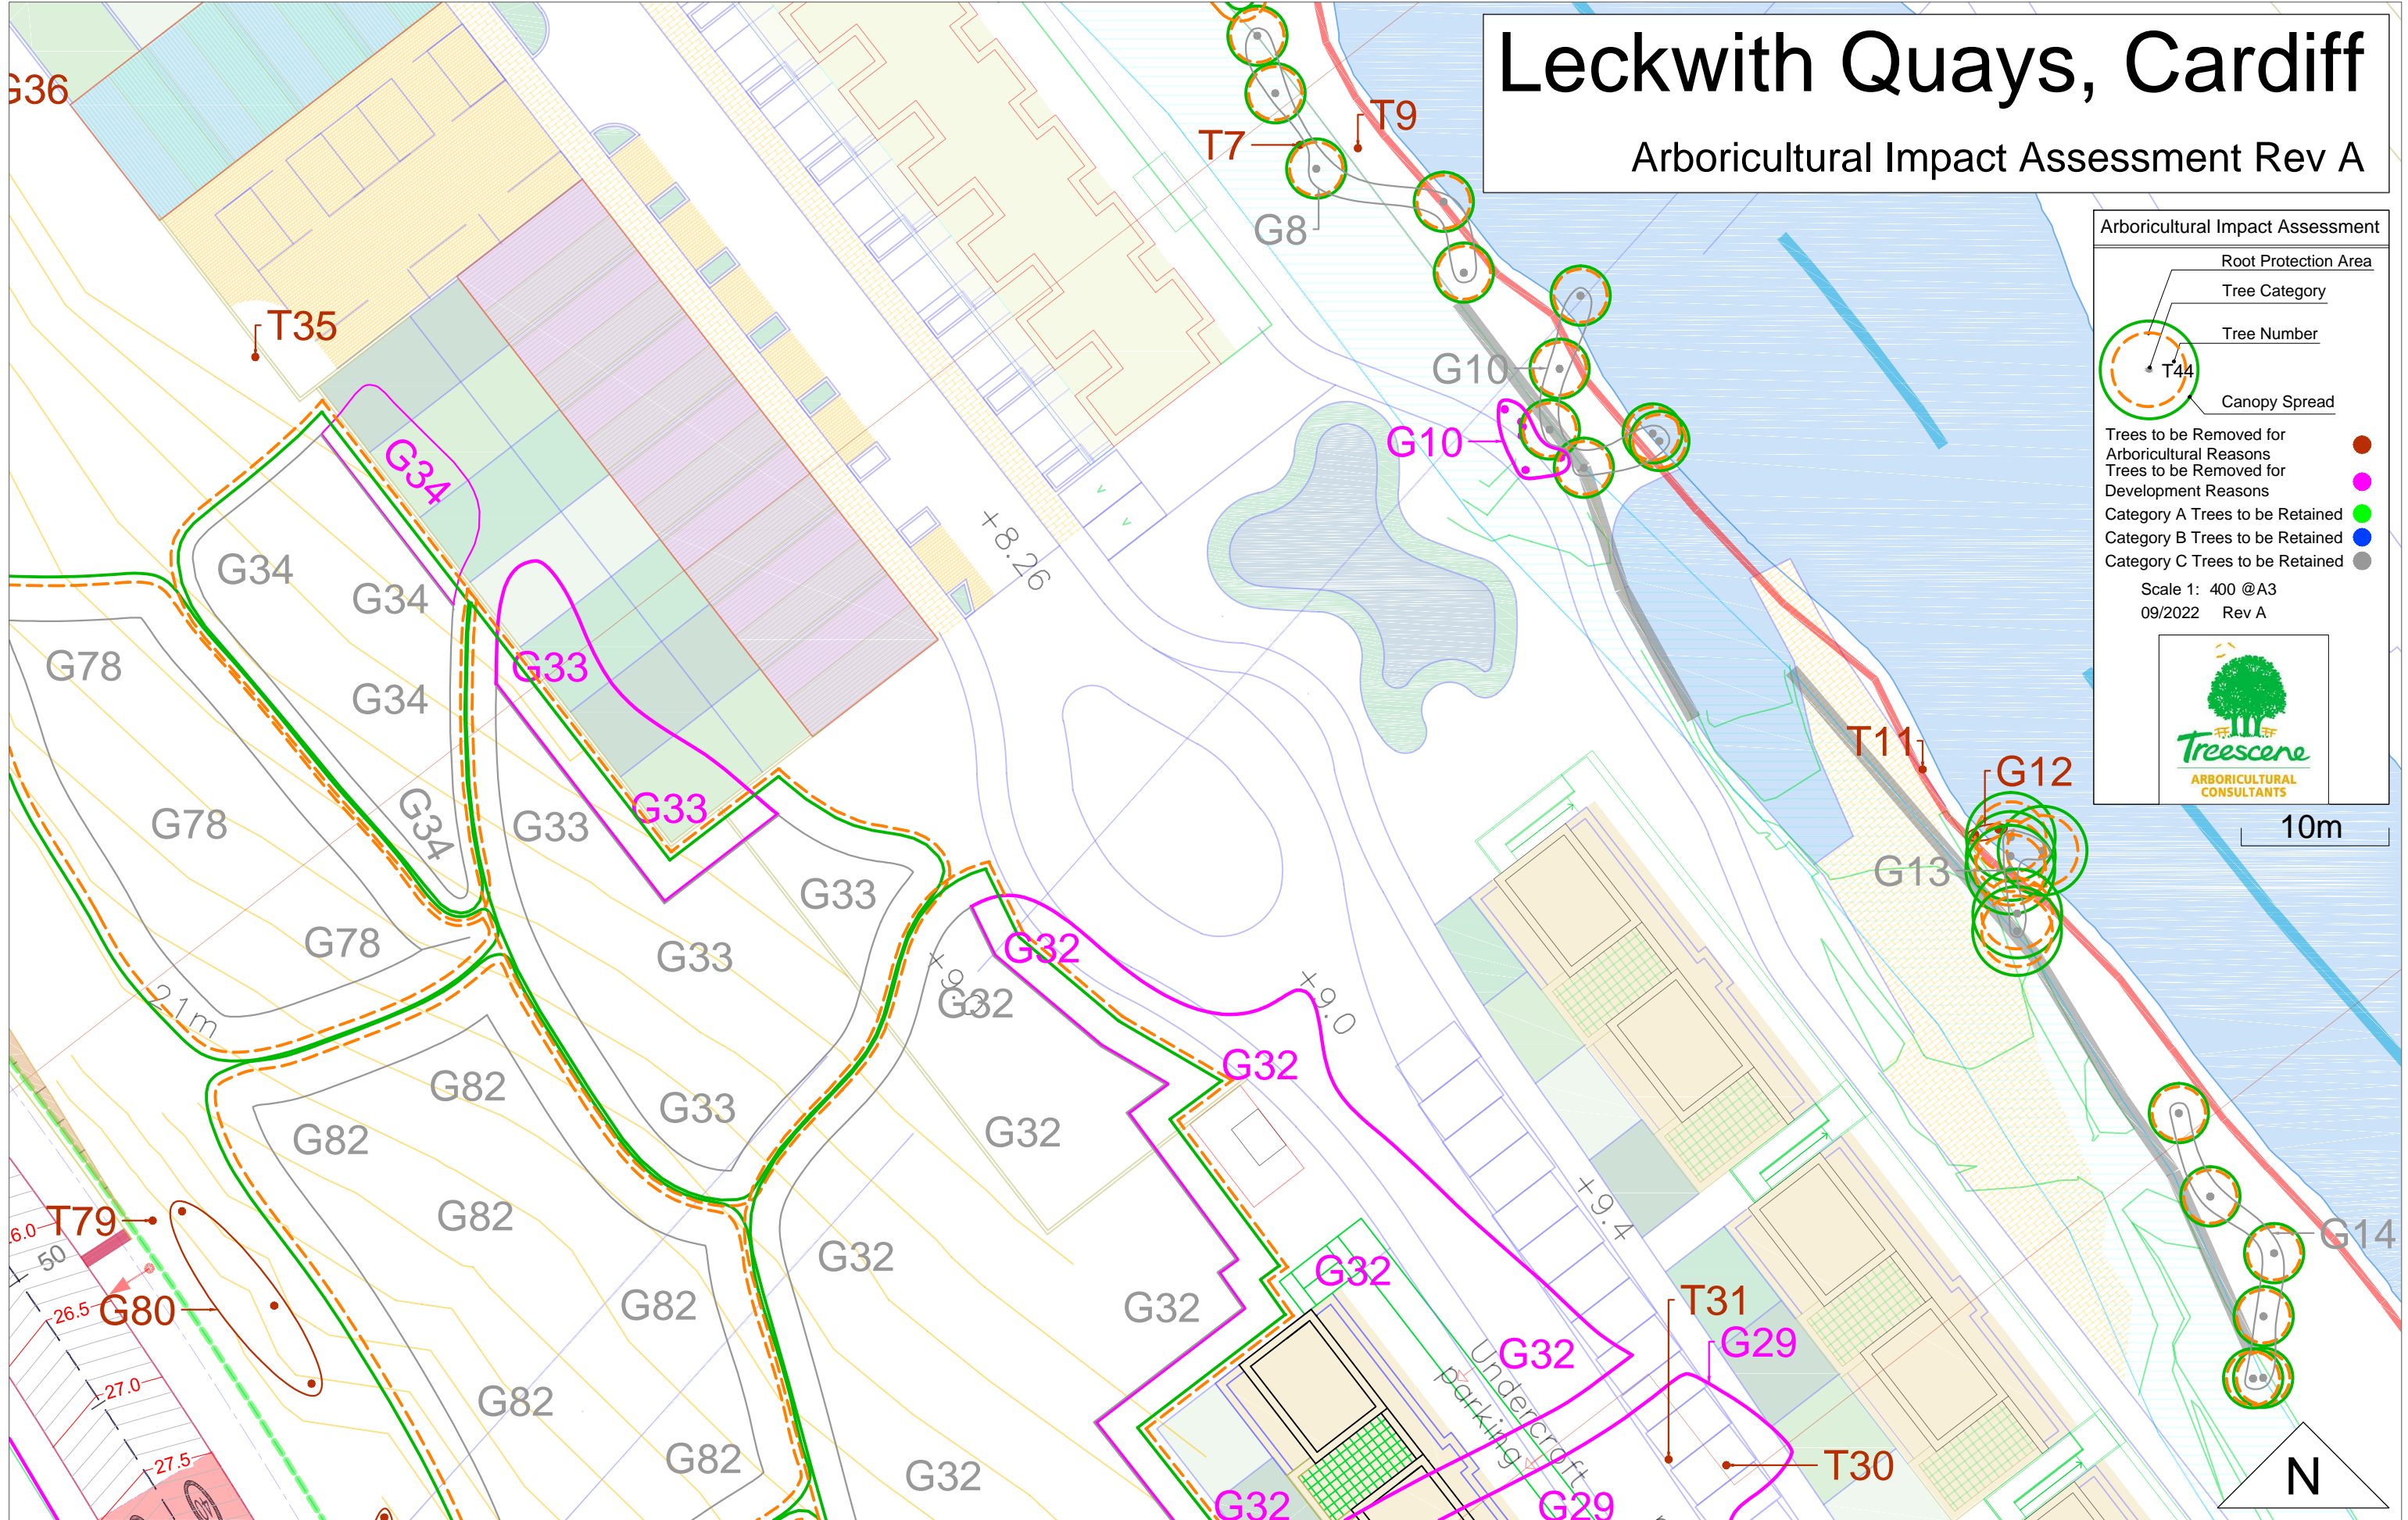 Leckwith Quays, Cardiff
Arboricultural Impact Assessment Rev A
Arboricultural Impact Assessment
Root Protection Area
Tree Category
Tree Number
T44
Canopy Spread
Trees to be Removed for
Arboricultural Reasons
Trees to be Removed for
Development Reasons
Category A Trees to be Retained
Category B Trees to be Retained
Category C Trees to be Retained
Scale 1: 400 @A3
09/2022 Rev A
Treescene
ARBORICULTURAL
CONSULTANTS
10m
N
G36
T9
T7
G8
T35
G10
G10
G34
+8.26
G34
G34
G33
G78
G34
T11
G12
G33
G34
G33
G78
G13
G33
G78
G32
G33
+9.0
G32
+9.0
21m
G32
G82
G33
G32
G82
T79
G82
+9.4
G14
G32
G32
50
26.5
G80
G82
G32
T31
G29
G32
Undercroft
parking
27.0
G82
G82
27.5
G32
T30
G32
G29